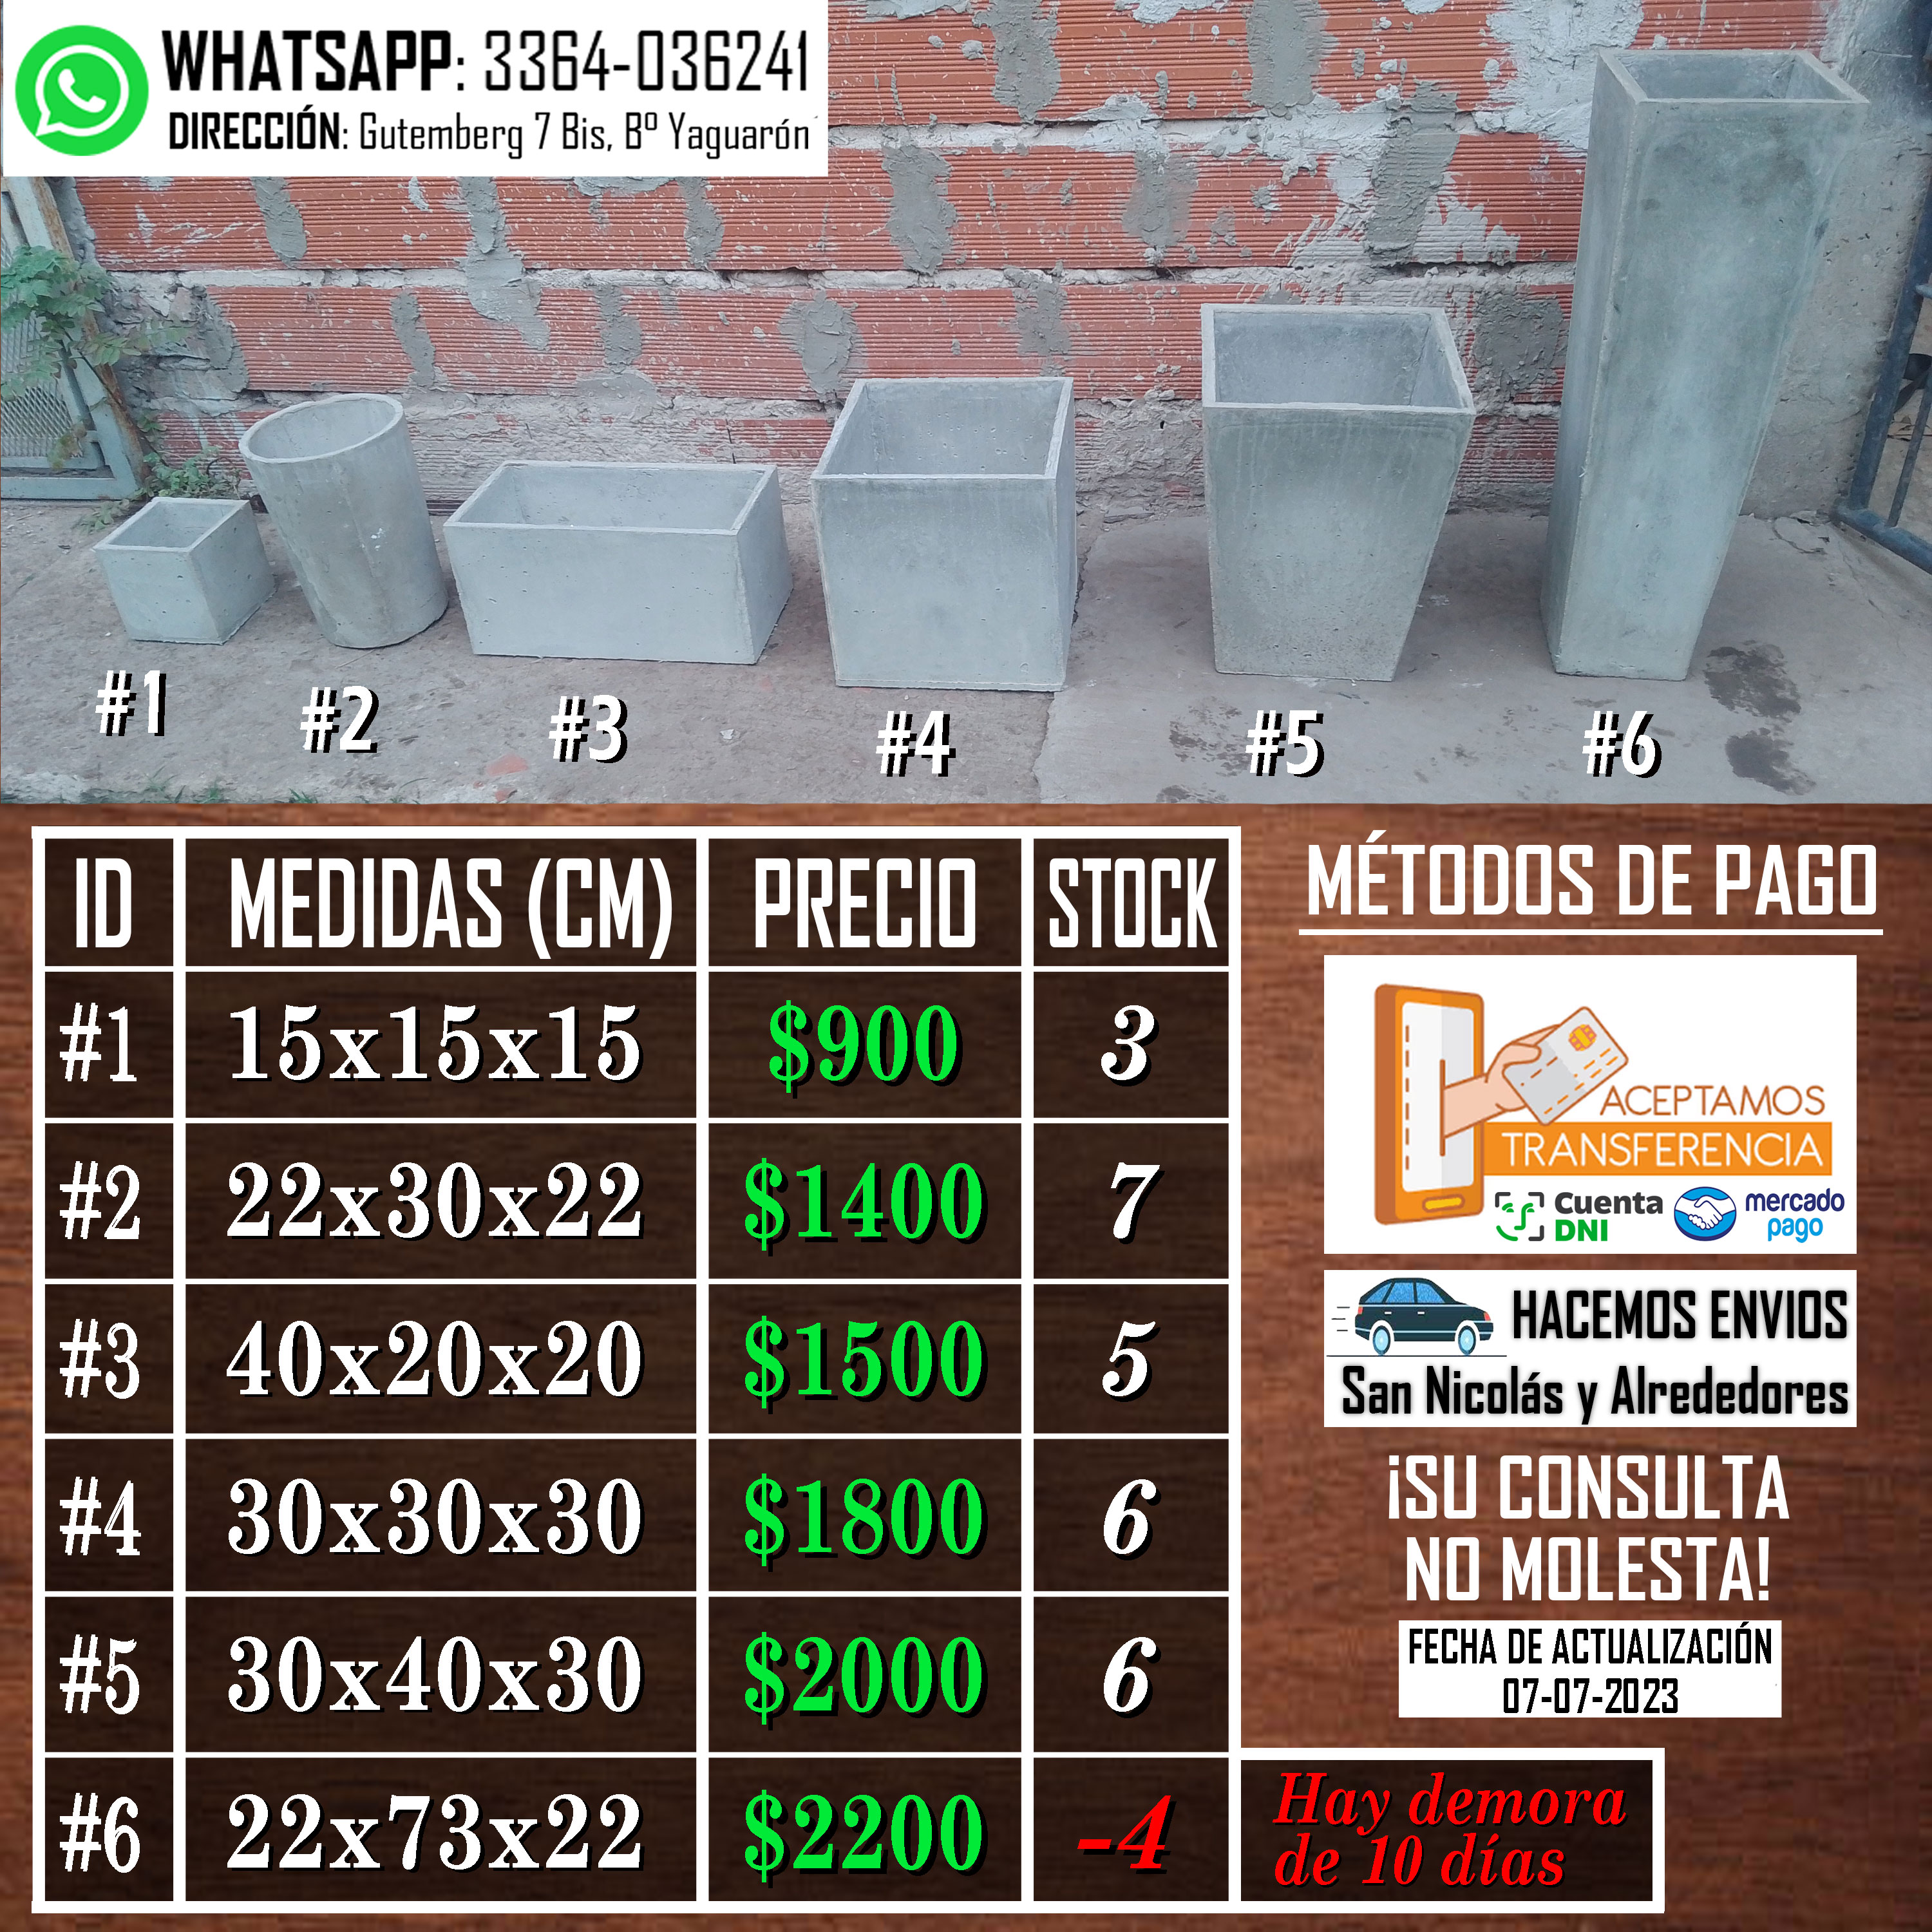 WHATSAPP: 3364-036241
DIRECCIÓN: Gutemberg 7 Bis, Bº Yaguarón
#1
#2
#3
#4
#5
#6
ID MEDIDAS (CM) PRECIO STOCK
#1 15x15x15 $900 3
#2 22x30x22 $1400 7
#3 40x20x20 $1500 5
#4 30x30x30 $1800 6
#5 30x40x30 $2000 6
#6 22x73x22 $2200 -4
Hay demora
de 10 días
MÉTODOS DE PAGO
ACEPTAMOS
TRANSFERENCIA
Cuenta
DNI
mercado
pago
HACEMOS ENVIOS
San Nicolás y Alrededores
¡SU CONSULTA
NO MOLESTA!
FECHA DE ACTUALIZACIÓN
07-07-2023